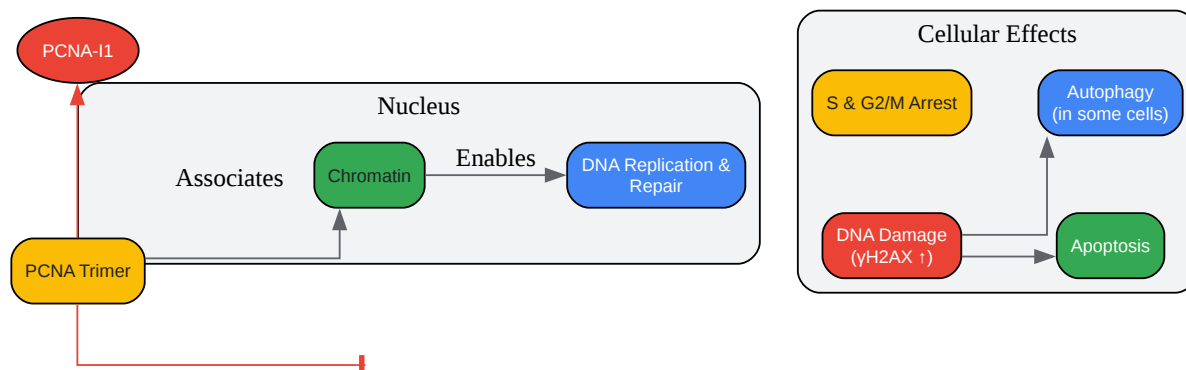 PCNA-I1
Nucleus
Associates
Chromatin
Enables
DNA Replication &
Repair
PCNA Trimer
Cellular Effects
S & G2/M Arrest
Autophagy
(in some cells)
DNA Damage
(γH2AX ↑)
Apoptosis